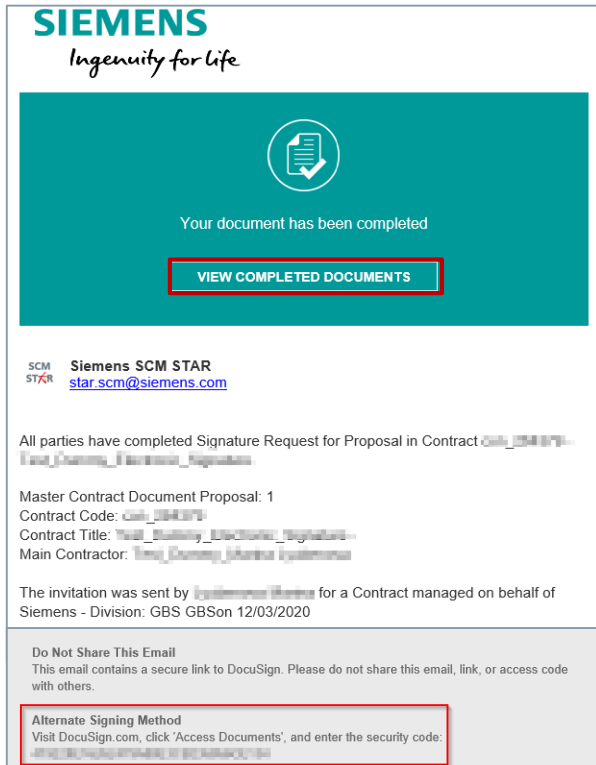 SIEMENS
Ingenuity for life
Your document has been completed
VIEW COMPLETED DOCUMENTS
SCM
STAR
Siemens SCM STAR
star.scm@siemens.com
All parties have completed Signature Request for Proposal in Contract
Master Contract Document Proposal: 1
Contract Code:
Contract Title:
Main Contractor:
The invitation was sent by for a Contract managed on behalf of
Siemens - Division: GBS GBSon 12/03/2020
Do Not Share This Email
This email contains a secure link to DocuSign. Please do not share this email, link, or access code
with others.
Alternate Signing Method
Visit DocuSign.com, click 'Access Documents', and enter the security code: